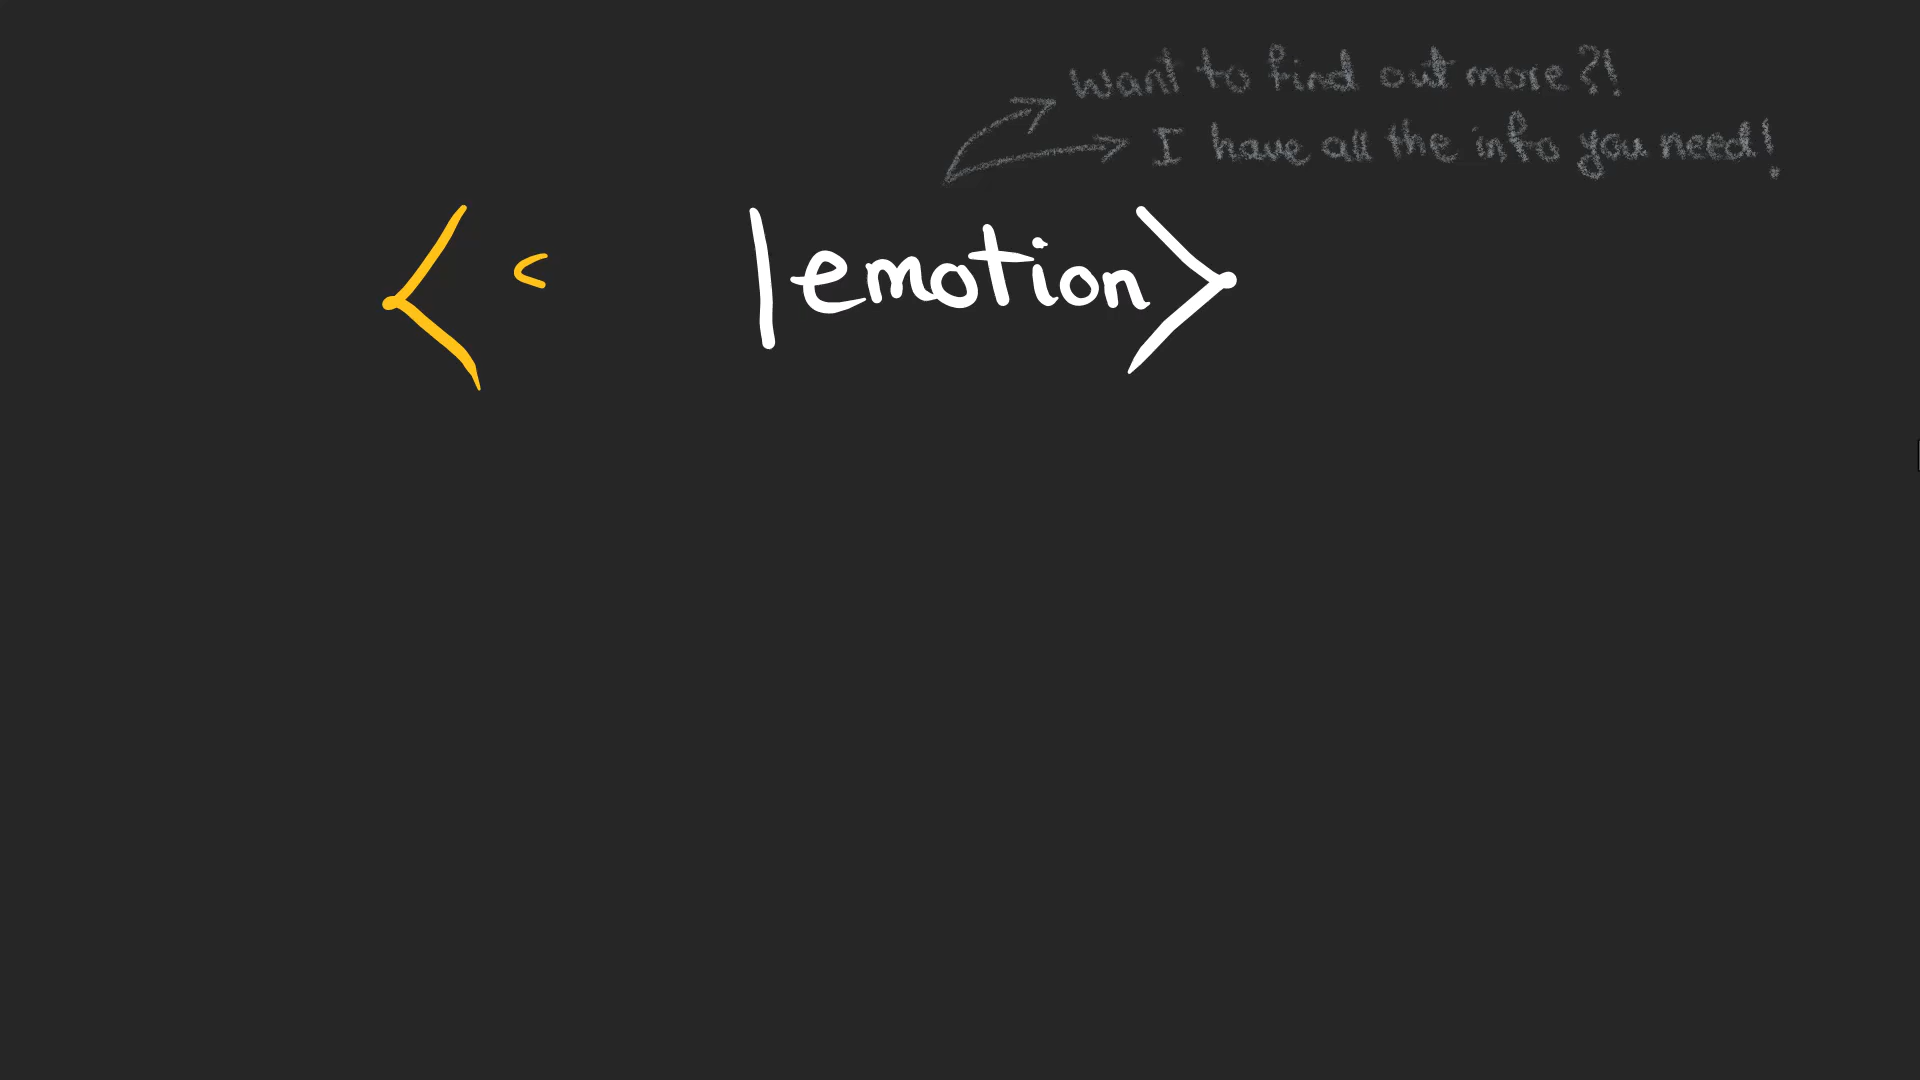 want to find out more?!
I have all the info you need!
< c |emotion>